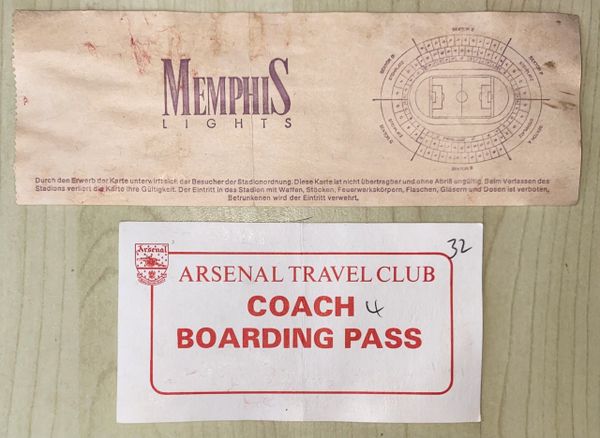 MEMPHIS
LIGHTS
Durch den Erwerb der Karte unterwirft sich der Besucher der Stadionordnung. Diese Karte ist nicht übertragbar und ohne Abriß ungültig. Beim Verlassen des
Stadions verliert die Karte ihre Gültigkeit. Der Eintritt in das Stadion mit Waffen, Stöcken, Feuerwerkskörpern, Flaschen, Gläsern und Dosen ist verboten,
Betrunkenen wird der Eintritt verwehrt.
Arsenal
32
ARSENAL TRAVEL CLUB
COACH 4
BOARDING PASS